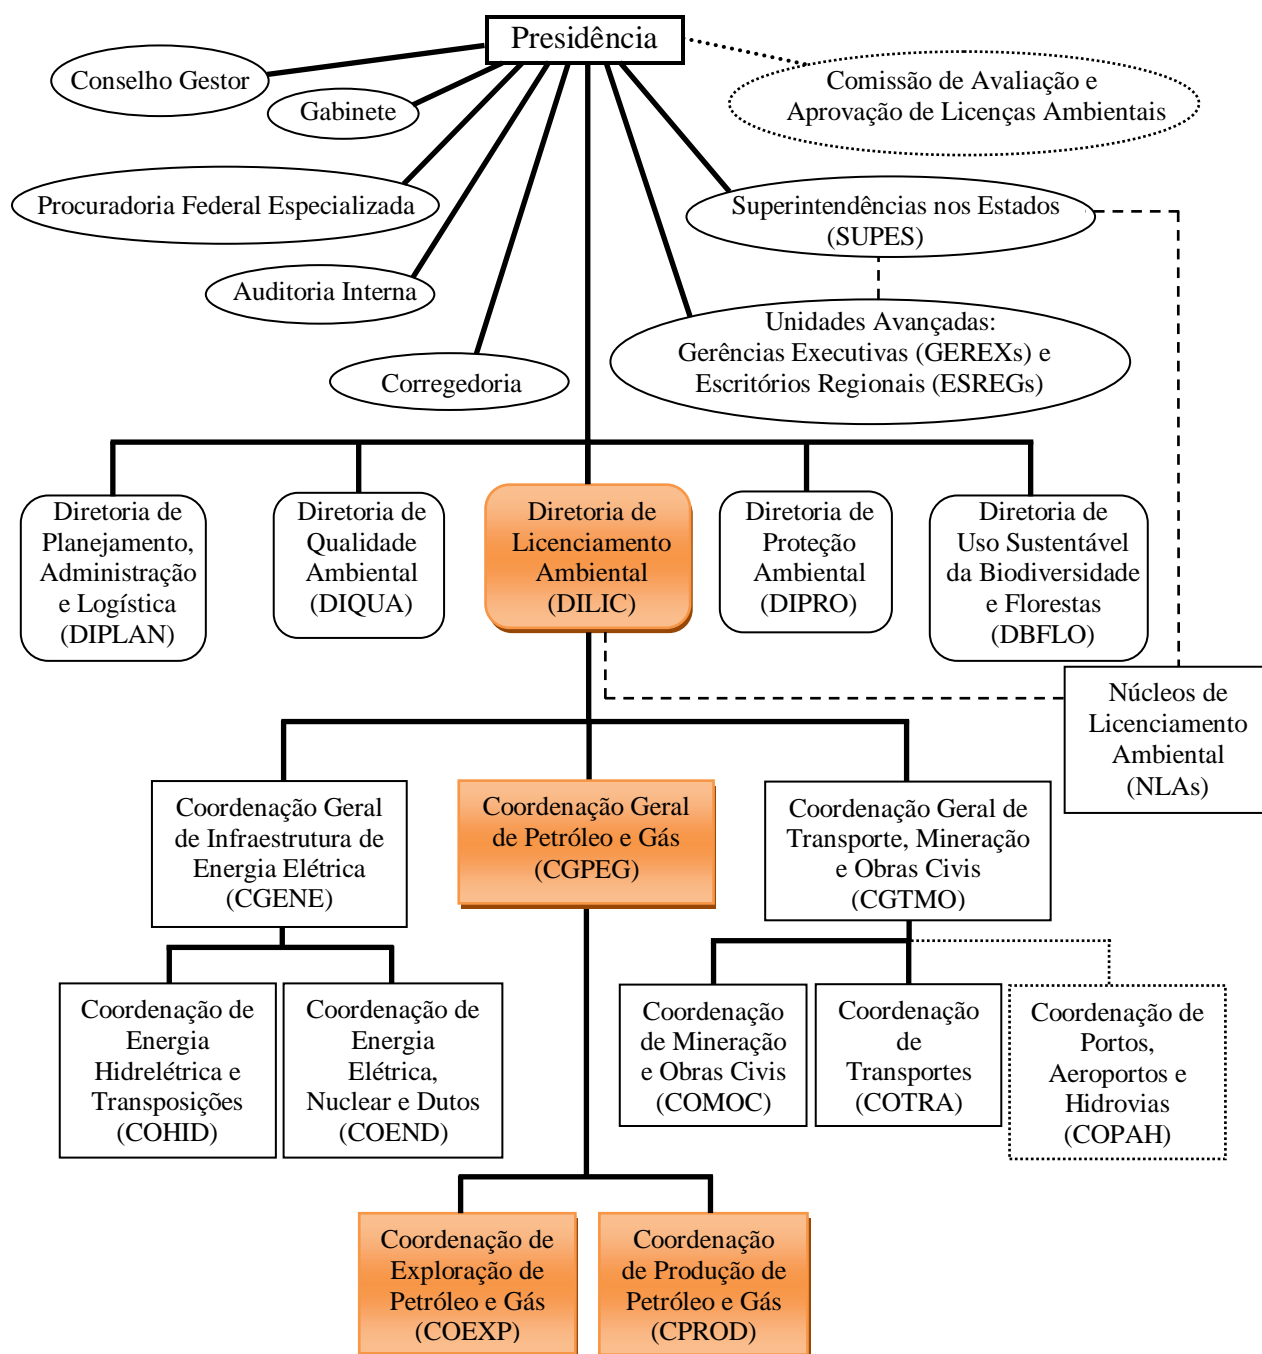 Presidência
Conselho Gestor
Gabinete
Comissão de Avaliação e
Aprovação de Licenças Ambientais
Procuradoria Federal Especializada
Superintendências nos Estados
(SUPES)
Auditoria Interna
Unidades Avançadas:
Gerências Executivas (GEREXs) e
Escritórios Regionais (ESREGs)
Corregedoria
Diretoria de
Planejamento,
Administração
e Logística
(DIPLAN)
Diretoria de
Qualidade
Ambiental
(DIQUA)
Diretoria de
Licenciamento
Ambiental
(DILIC)
Diretoria de
Proteção
Ambiental
(DIPRO)
Diretoria de
Uso Sustentável
da Biodiversidade
e Florestas
(DBFLO)
Núcleos de
Licenciamento
Ambiental
(NLAs)
Coordenação Geral
de Infraestrutura de
Energia Elétrica
(CGENE)
Coordenação Geral
de Petróleo e Gás
(CGPEG)
Coordenação Geral de
Transporte, Mineração
e Obras Civis
(CGTMO)
Coordenação de
Energia
Hidrelétrica e
Transposições
(COHID)
Coordenação de
Energia
Elétrica,
Nuclear e Dutos
(COEND)
Coordenação
de Mineração
e Obras Civis
(COMOC)
Coordenação
de
Transportes
(COTRA)
Coordenação de
Portos,
Aeroportos e
Hidrovias
(COPAH)
Coordenação de
Exploração de
Petróleo e Gás
(COEXP)
Coordenação
de Produção de
Petróleo e Gás
(CPROD)